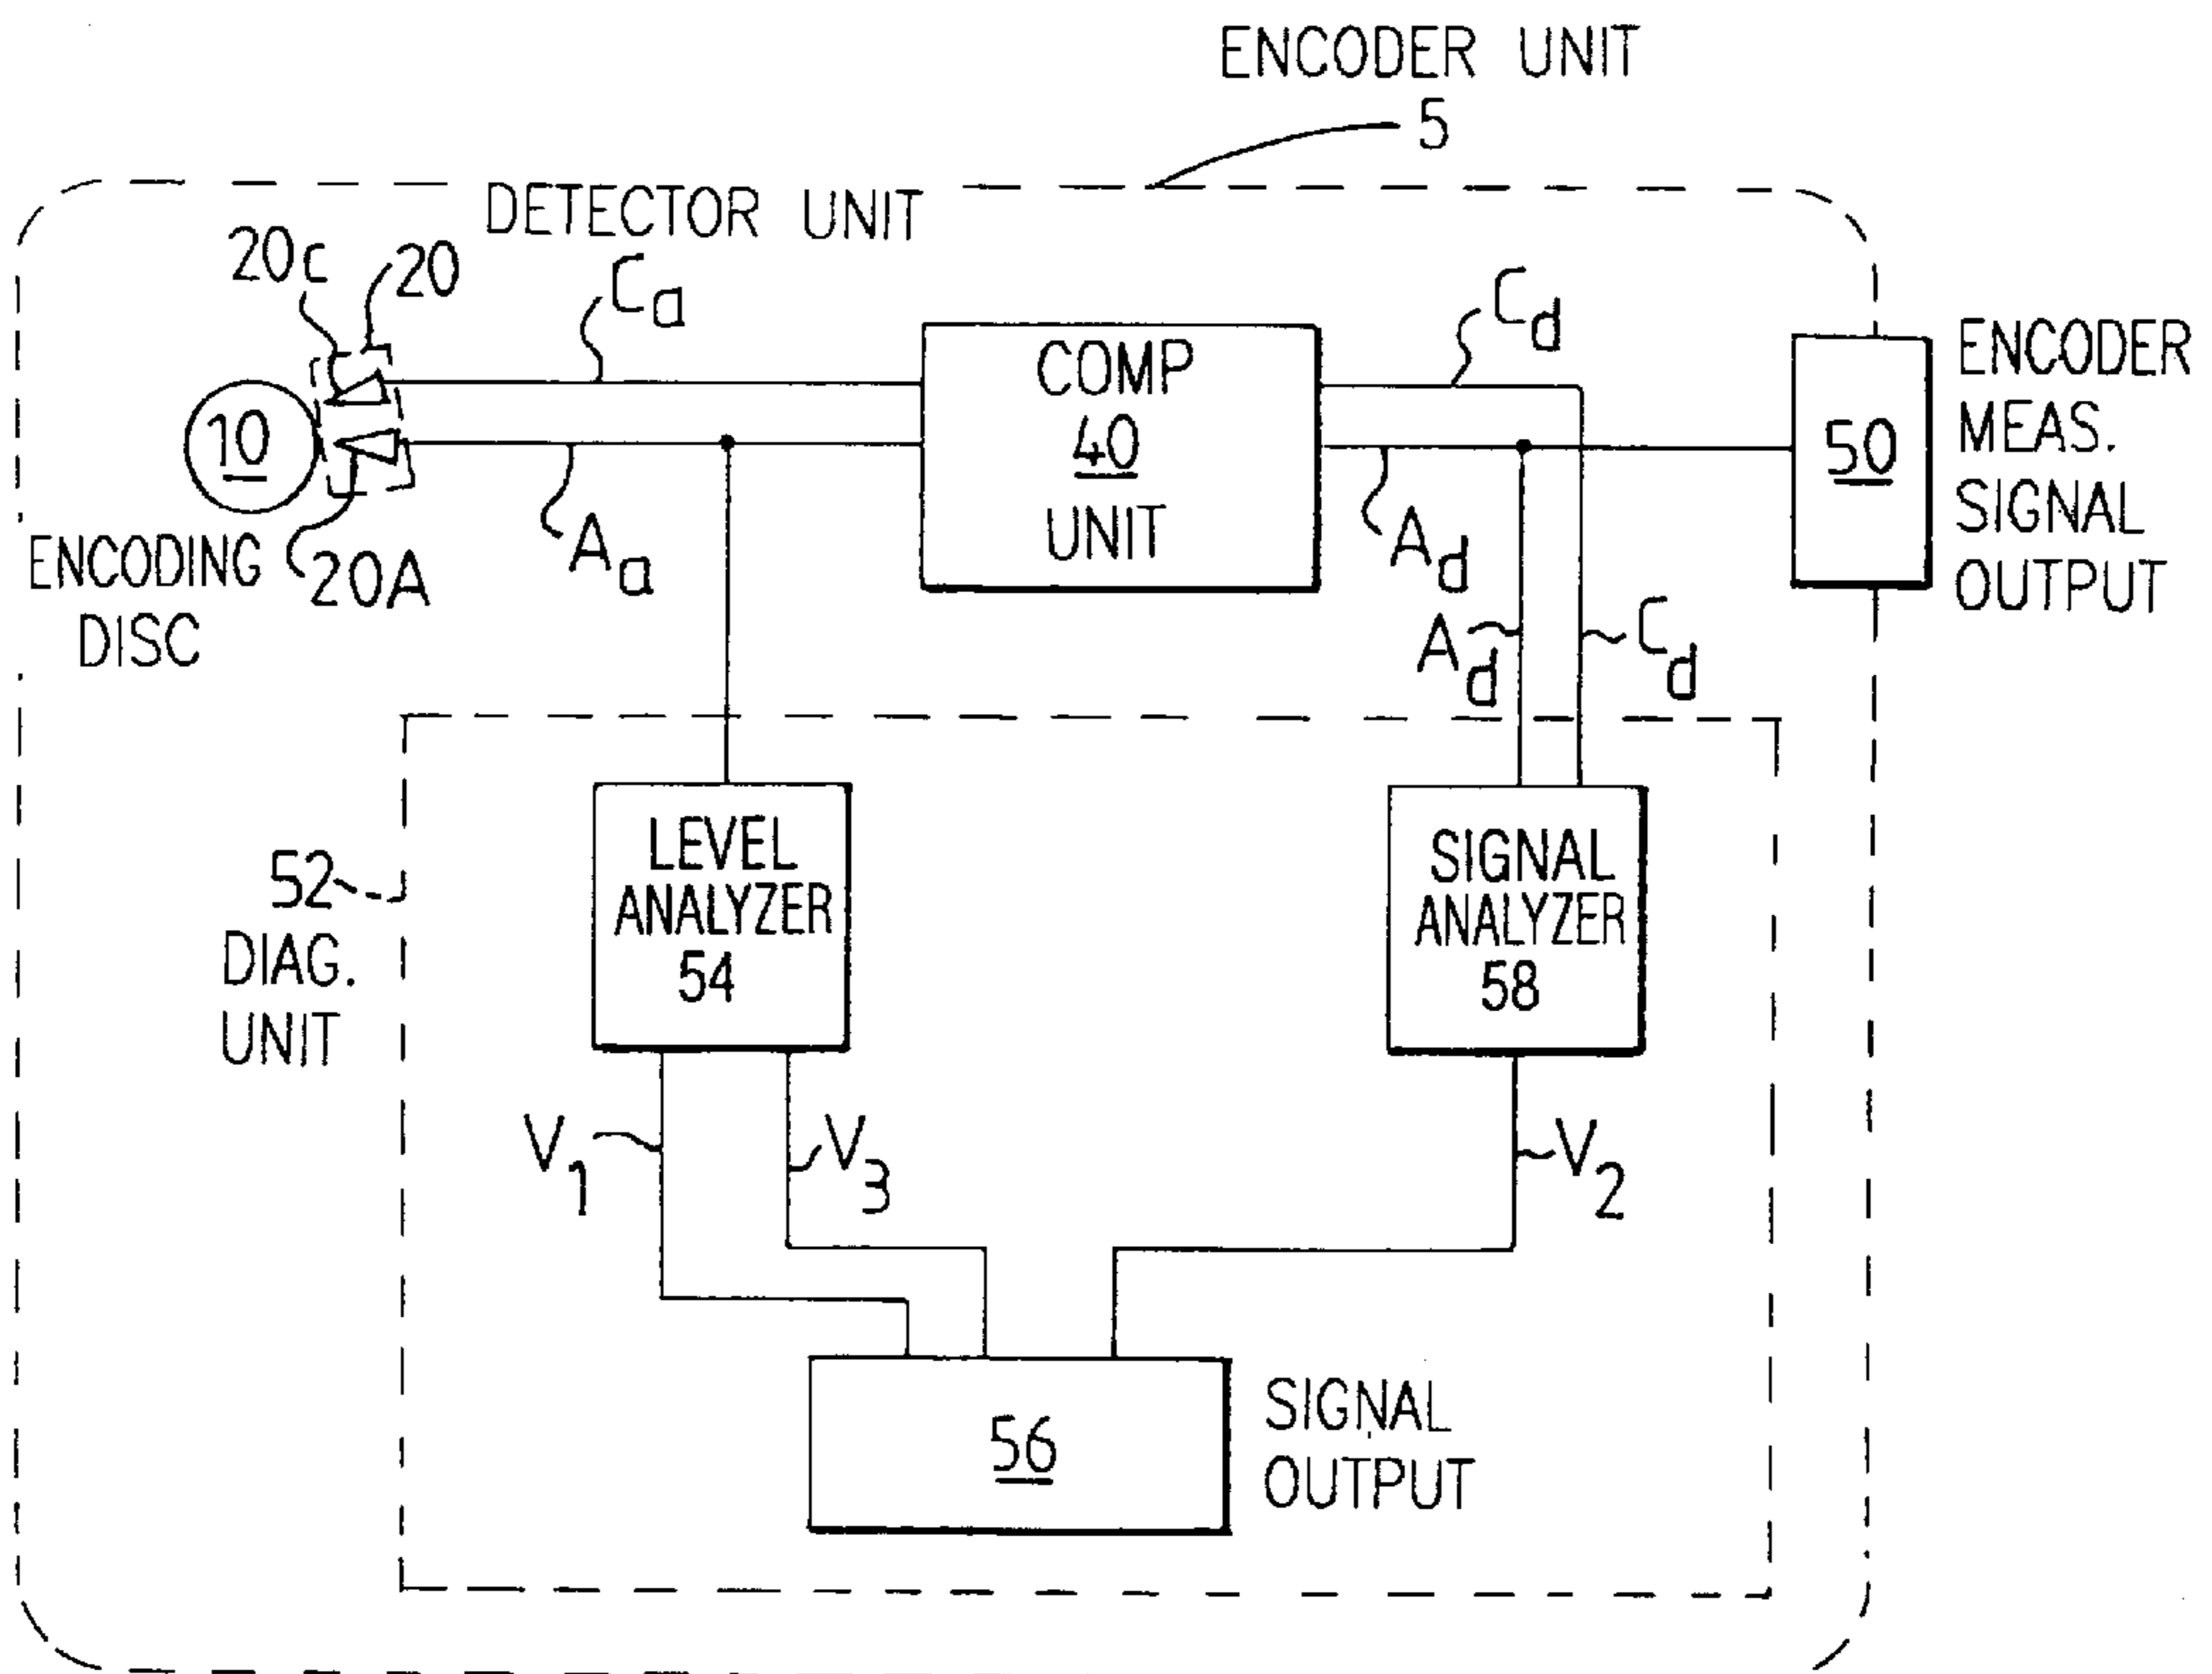 ENCODER UNIT
5
DETECTOR UNIT
20c
20
Ca
Cd
COMP
40
UNIT
10
50
ENCODER
MEAS.
SIGNAL
OUTPUT
ENCODING
DISC
20A
Aa
Ad
Ad
Cd
52
DIAG.
UNIT
LEVEL
ANALYZER
54
SIGNAL
ANALYZER
58
V1
V3
V2
56
SIGNAL
OUTPUT